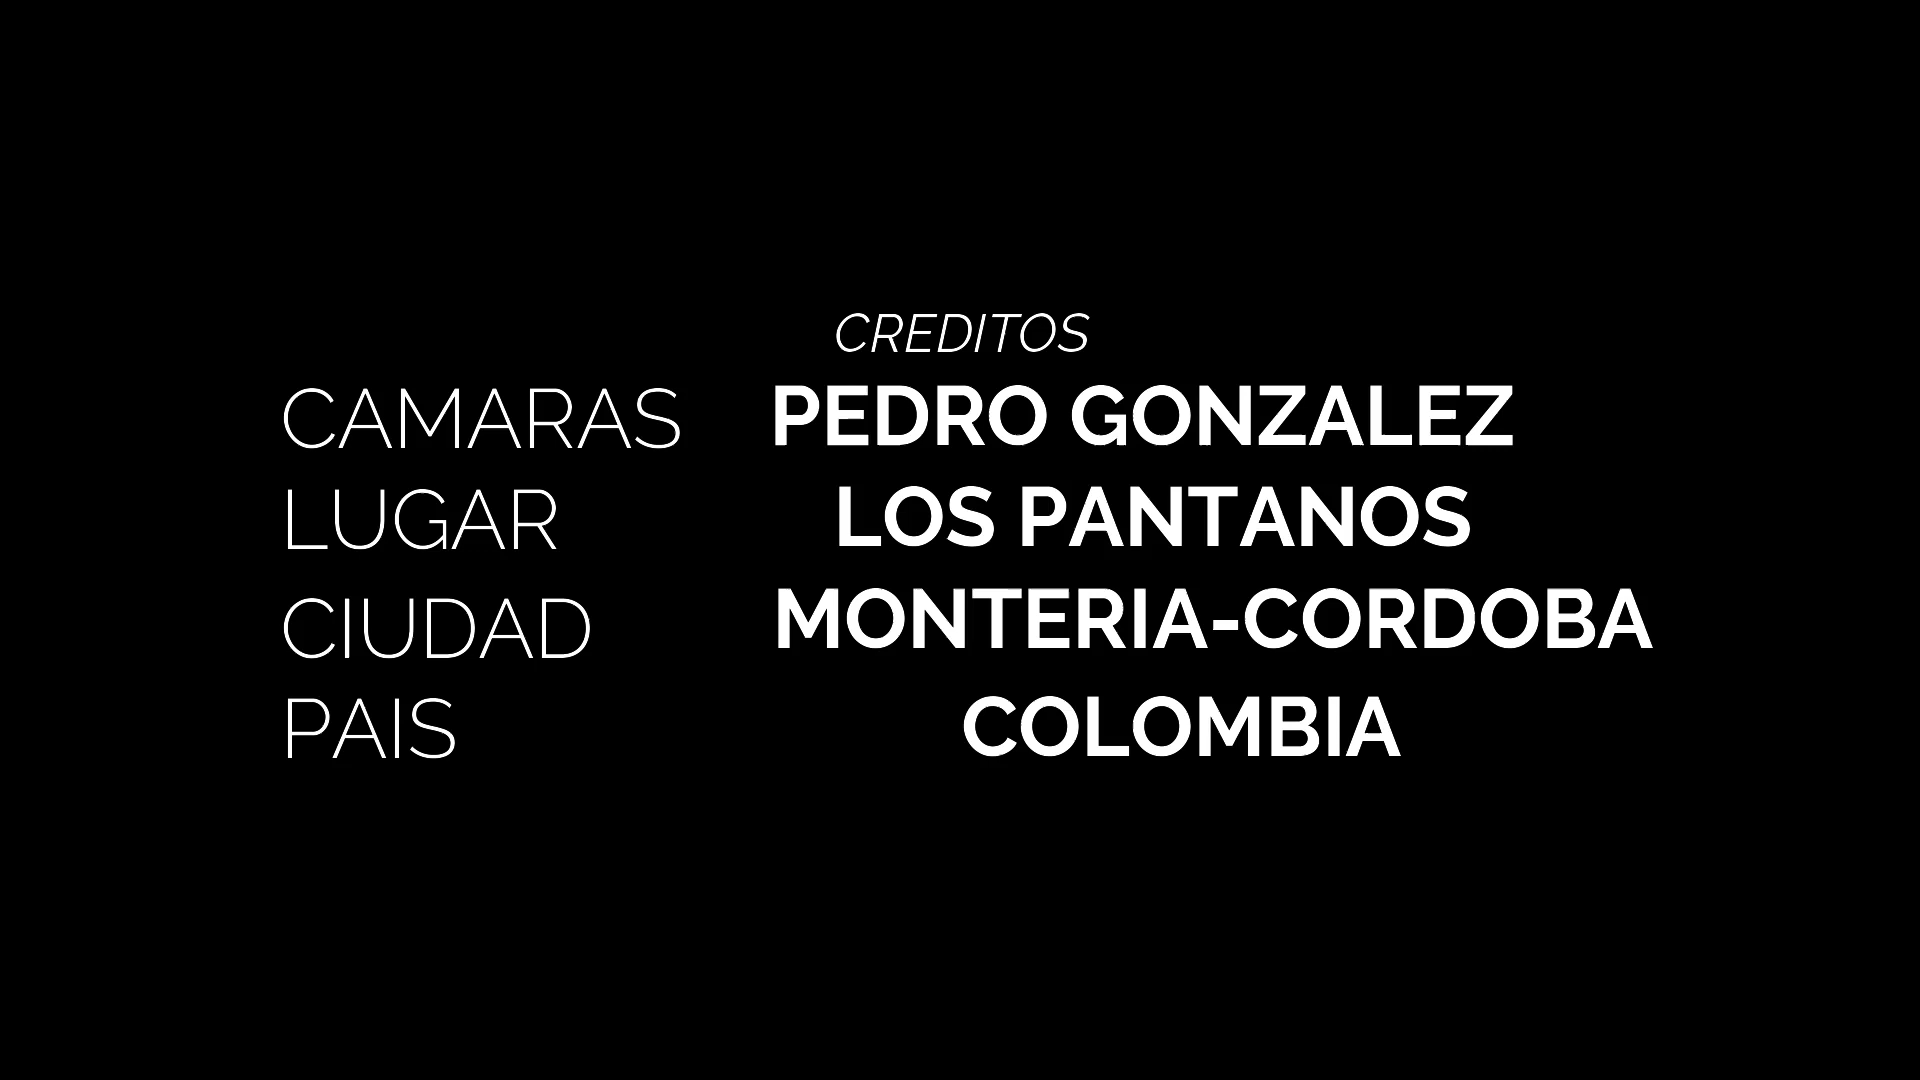 CREDITOS
CAMARAS PEDRO GONZALEZ
LUGAR LOS PANTANOS
CIUDAD MONTERIA-CORDOBA
PAIS COLOMBIA